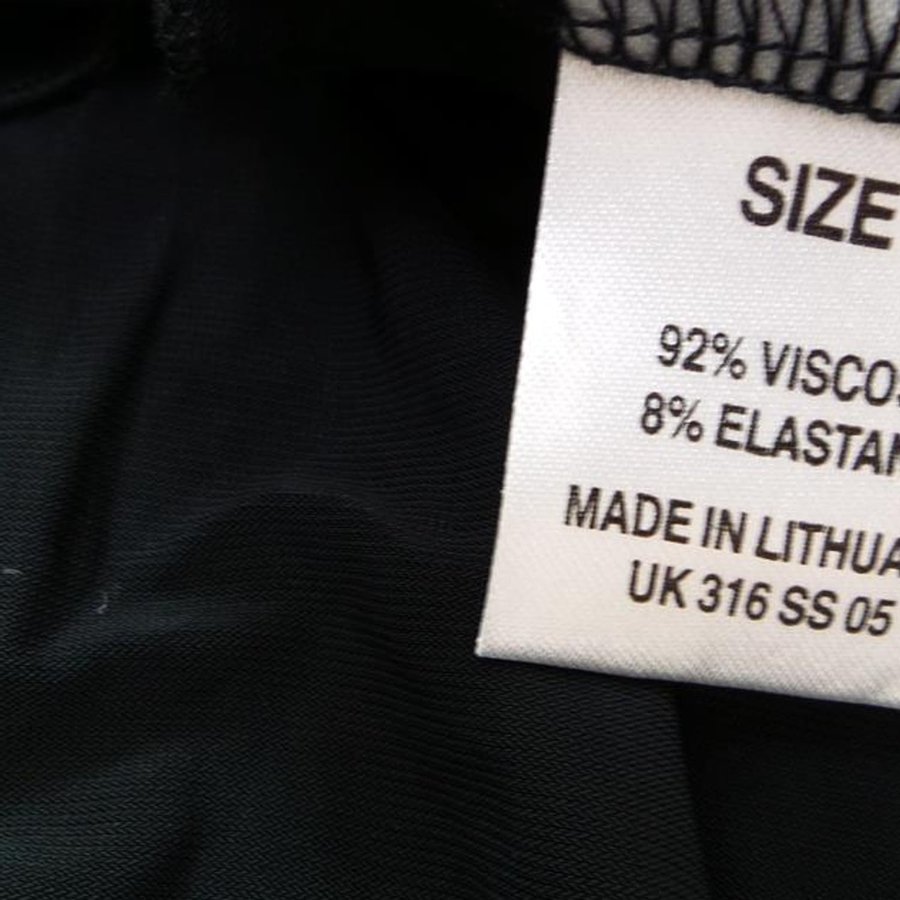 SIZE
92% VISCOS
8% ELASTAN
MADE IN LITHUA
UK 316 SS 05